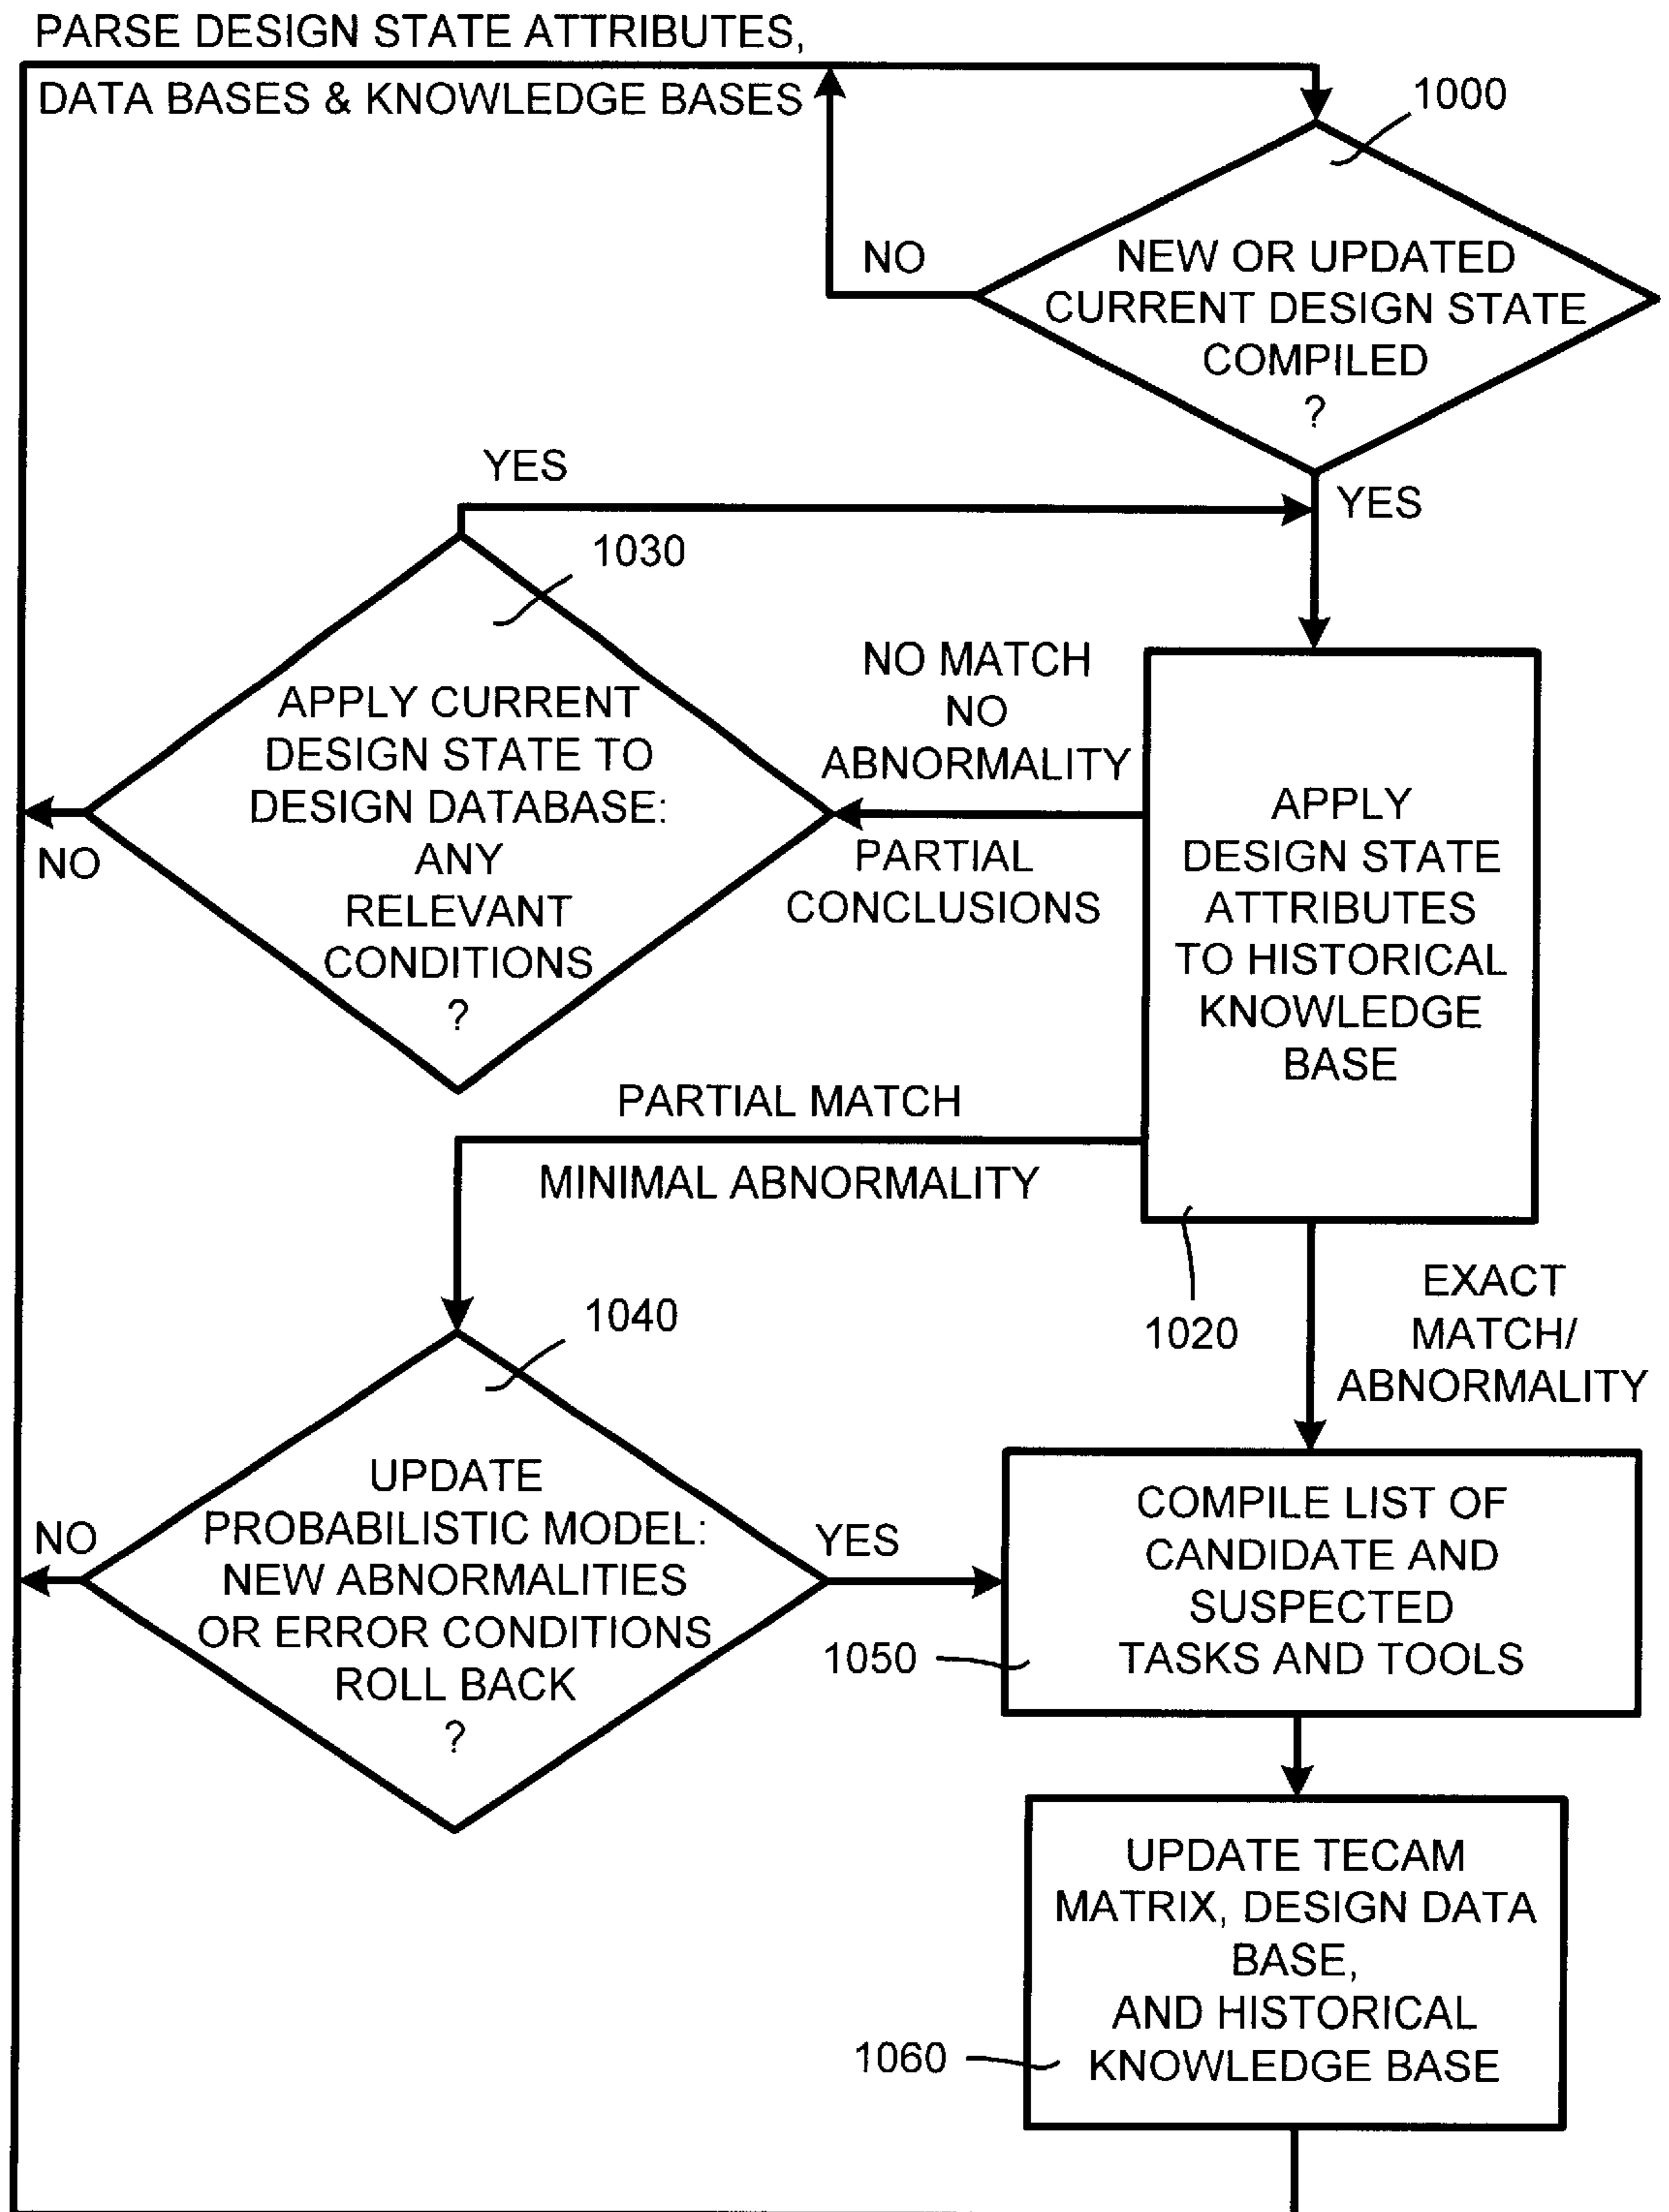 PARSE DESIGN STATE ATTRIBUTES,
DATA BASES & KNOWLEDGE BASES
1000
NO
NEW OR UPDATED
CURRENT DESIGN STATE
COMPILED
?
YES
YES
1030
APPLY CURRENT
DESIGN STATE TO
DESIGN DATABASE:
ANY
RELEVANT
CONDITIONS
?
NO
NO MATCH
NO
ABNORMALITY
PARTIAL
CONCLUSIONS
APPLY
DESIGN STATE
ATTRIBUTES
TO HISTORICAL
KNOWLEDGE
BASE
PARTIAL MATCH
MINIMAL ABNORMALITY
1020
EXACT
MATCH/
ABNORMALITY
1040
UPDATE
PROBABILISTIC MODEL:
NEW ABNORMALITIES
OR ERROR CONDITIONS
ROLL BACK
?
NO
YES
COMPILE LIST OF
CANDIDATE AND
SUSPECTED
TASKS AND TOOLS
1050
UPDATE TECAM
MATRIX, DESIGN DATA
BASE,
AND HISTORICAL
KNOWLEDGE BASE
1060